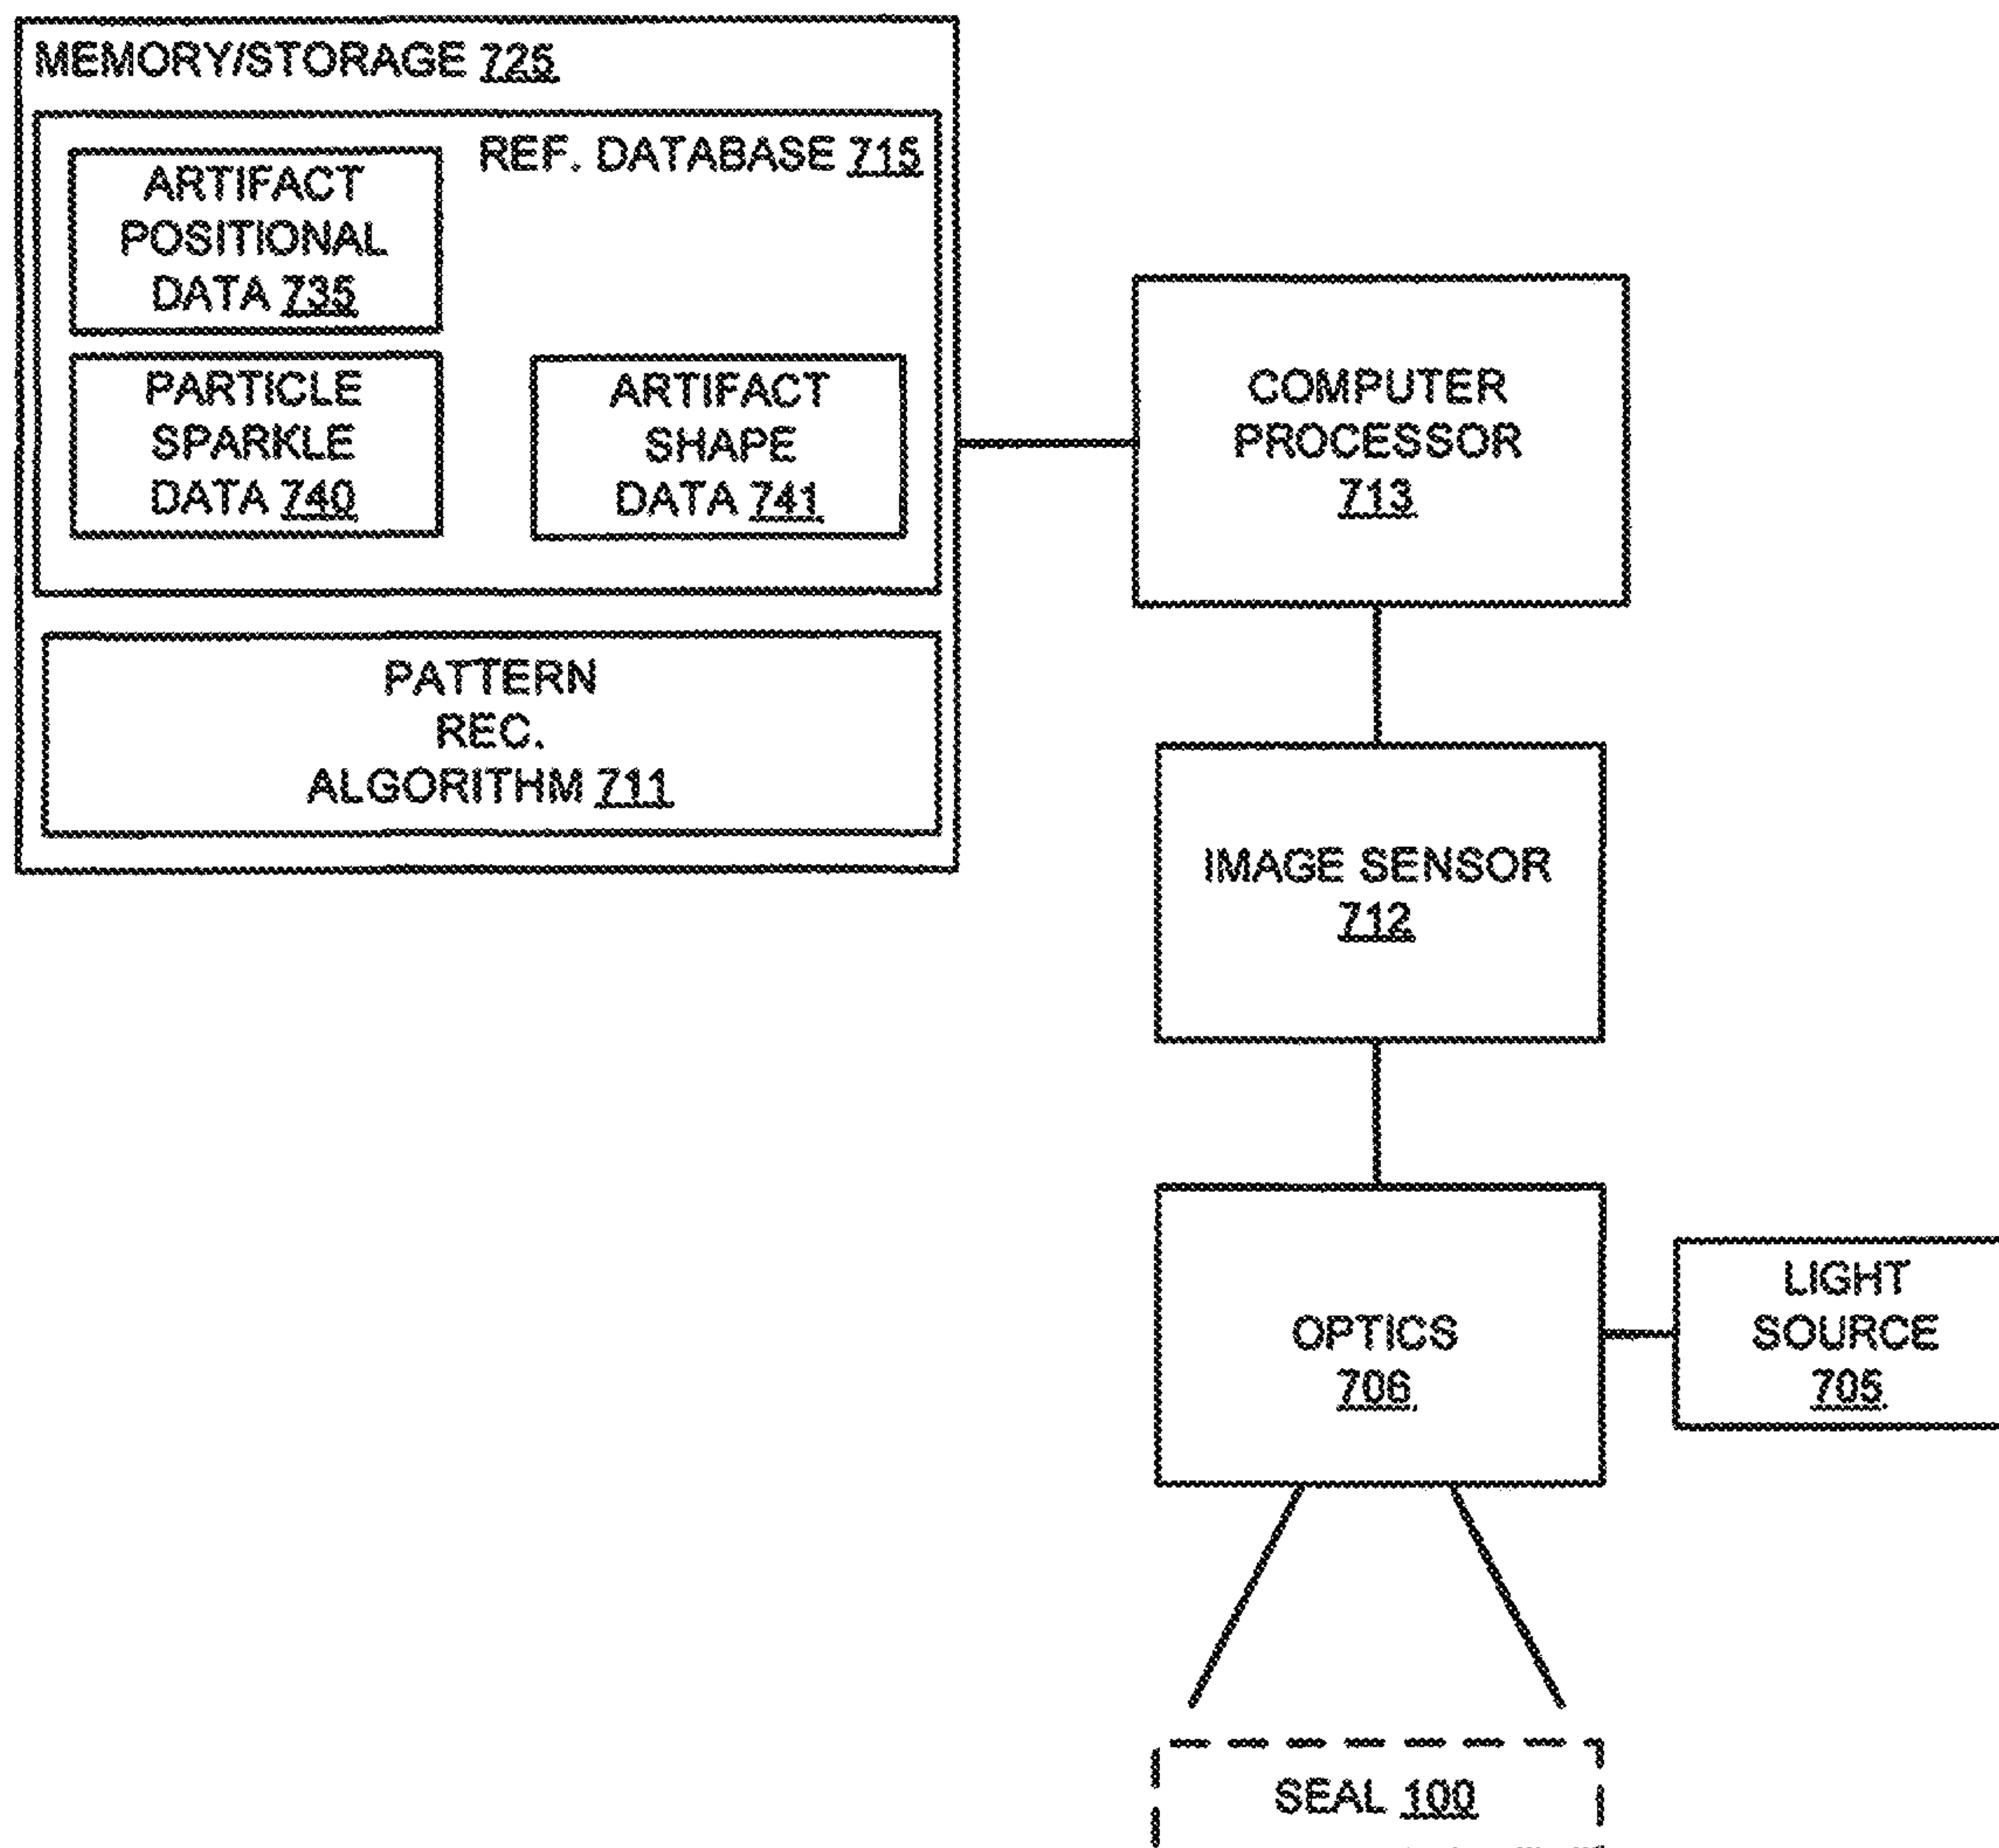 MEMORY/STORAGE 725
REF. DATABASE 715
ARTIFACT
POSITIONAL
DATA 735
PARTICLE
SPARKLE
DATA 740
ARTIFACT
SHAPE
DATA 741
PATTERN
REC.
ALGORITHM 711
COMPUTER
PROCESSOR
713
IMAGE SENSOR
712
OPTICS
706
LIGHT
SOURCE
705
SEAL 100